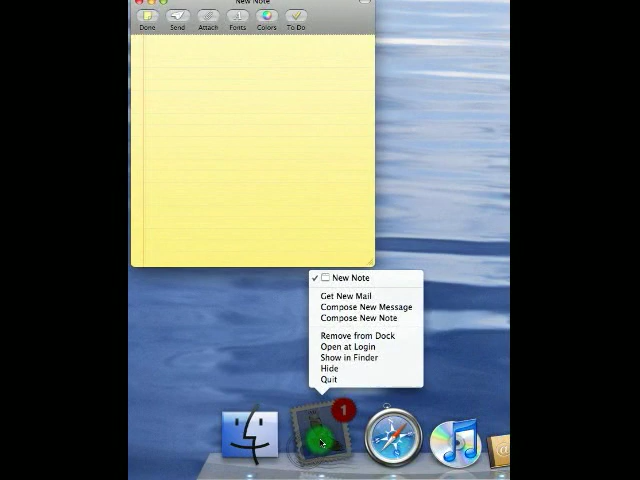 New Note
Done Send Attach Fonts Colors To Do
✓ New Note
Get New Mail
Compose New Message
Compose New Note
Remove from Dock
Open at Login
Show in Finder
Hide
Quit
1
@